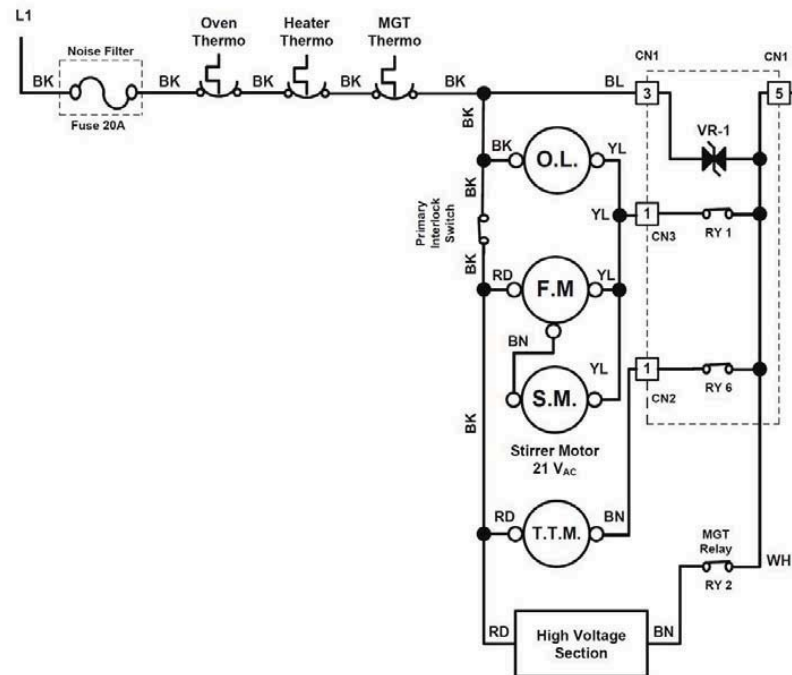 L1
Oven
Thermo
Heater
Thermo
MGT
Thermo
Noise Filter
CN1
CN1
BK
BK
BK
BK
BK
BL
3
5
Fuse 20A
BK
VR-1
BK
O.L.
YL
BK
Primary
Interlock
Switch
YL
1
RY 1
CN3
BK
RD
F.M
YL
BN
YL
1
RY 6
CN2
S.M.
BK
Stirrer Motor
21 VAC
RD
T.T.M.
BN
MGT
Relay
WH
RY 2
RD
High Voltage
Section
BN